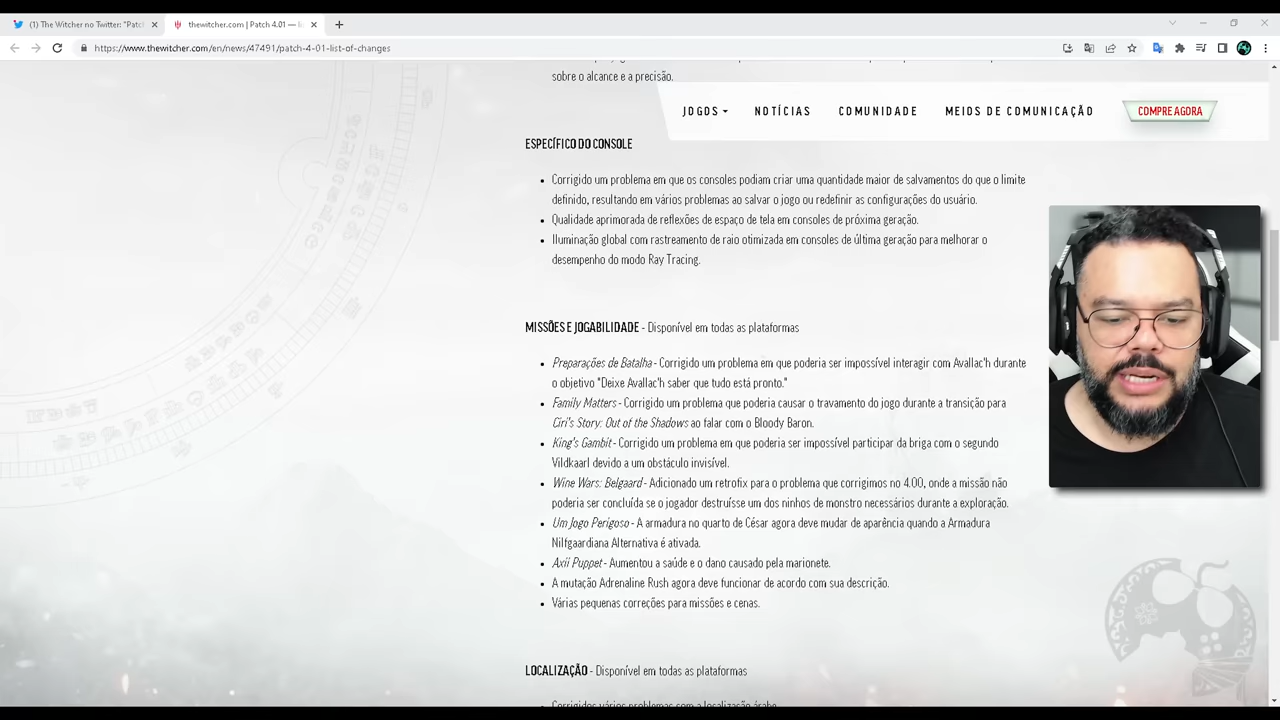 (1) The Witcher no Twitter: "Patc
thewitcher.com | Patch 4.01 — li
https://www.thewitcher.com/en/news/47491/patch-4-01-list-of-changes
sobre o alcance e a precisão.
JOGOS NOTÍCIAS COMUNIDADE MEIOS DE COMUNICAÇÃO COMPRE AGORA
ESPECÍFICO DO CONSOLE
• Corrigido um problema em que os consoles podiam criar uma quantidade maior de salvamentos do que o limite
definido, resultando em vários problemas ao salvar o jogo ou redefinir as configurações do usuário.
• Qualidade aprimorada de reflexões de espaço de tela em consoles de próxima geração.
• Iluminação global com rastreamento de raio otimizada em consoles de última geração para melhorar o
desempenho do modo Ray Tracing.
MISSÕES E JOGABILIDADE - Disponível em todas as plataformas
• Preparações de Batalha - Corrigido um problema em que poderia ser impossível interagir com Avallac'h durante
o objetivo "Deixe Avallac'h saber que tudo está pronto."
• Family Matters - Corrigido um problema que poderia causar o travamento do jogo durante a transição para
Ciri's Story: Out of the Shadows ao falar com o Bloody Baron.
• King's Gambit - Corrigido um problema em que poderia ser impossível participar da briga com o segundo
Vildkaarl devido a um obstáculo invisível.
• Wine Wars: Belgaard - Adicionado um retrofix para o problema que corrigimos no 4.00, onde a missão não
poderia ser concluída se o jogador destruísse um dos ninhos de monstro necessários durante a exploração.
• Um Jogo Perigoso - A armadura no quarto de César agora deve mudar de aparência quando a Armadura
Nilfgaardiana Alternativa é ativada.
• Axii Puppet - Aumentou a saúde e o dano causado pela marionete.
• A mutação Adrenaline Rush agora deve funcionar de acordo com sua descrição.
• Várias pequenas correções para missões e cenas.
LOCALIZAÇÃO - Disponível em todas as plataformas
• Corrigidos vários problemas com a localização árabe.